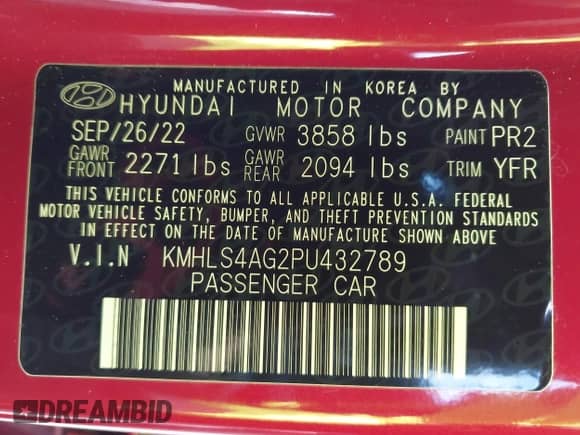 MANUFACTURED IN KOREA BY
HYUNDAI MOTOR COMPANY
SEP/26/22 GVWR 3858 lbs PAINT PR2
GAWR FRONT 2271 lbs GAWR REAR 2094 lbs TRIM YFR
THIS VEHICLE CONFORMS TO ALL APPLICABLE U.S.A. FEDERAL
MOTOR VEHICLE SAFETY, BUMPER, AND THEFT PREVENTION STANDARDS
IN EFFECT ON THE DATE OF MANUFACTURE SHOWN ABOVE
V.I.N KMHLS4AG2PU432789
PASSENGER CAR
DREAMBID